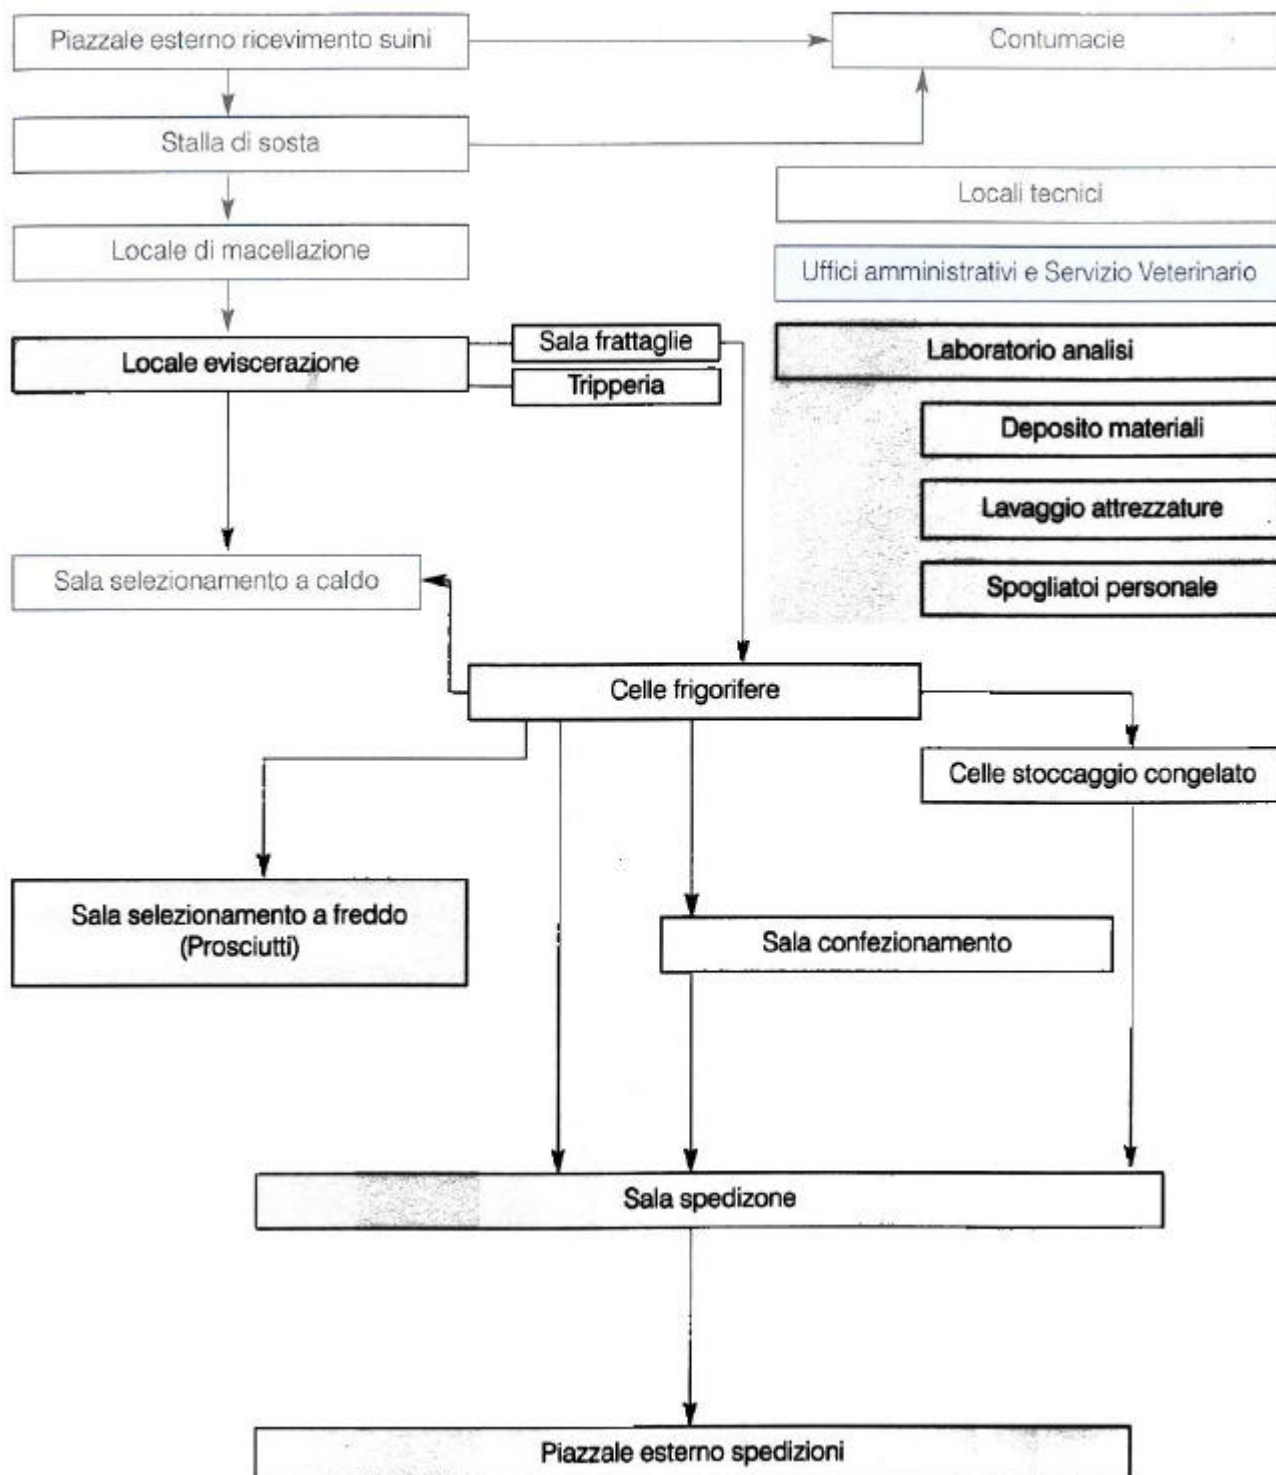 Piazzale esterno ricevimento suini
Contumacie
Stalla di sosta
Locali tecnici
Locale di macellazione
Uffici amministrativi e Servizio Veterinario
Locale eviscerazione
Sala frattaglie
Tripperia
Laboratorio analisi
Deposito materiali
Lavaggio attrezzature
Spogliatoi personale
Sala selezionamento a caldo
Celle frigorifere
Celle stoccaggio congelato
Sala selezionamento a freddo
(Prosciutti)
Sala confezionamento
Sala spedizone
Piazzale esterno spedizioni